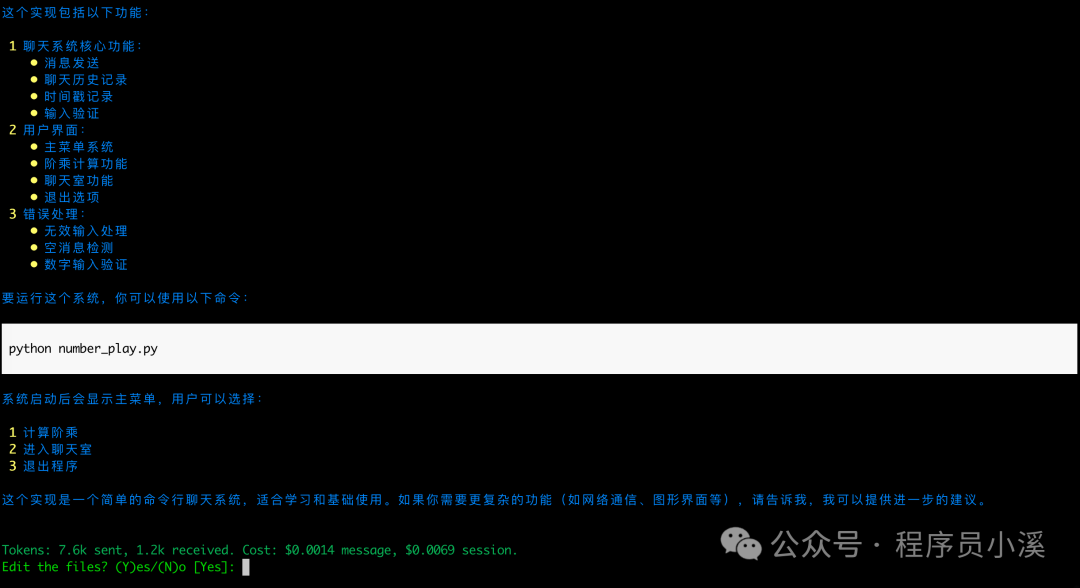 这个实现包括以下功能：
1 聊天系统核心功能：
● 消息发送
● 聊天历史记录
● 时间戳记录
● 输入验证
2 用户界面：
● 主菜单系统
● 阶乘计算功能
● 聊天室功能
● 退出选项
3 错误处理：
● 无效输入处理
● 空消息检测
● 数字输入验证
要运行这个系统，你可以使用以下命令：
python number_play.py
系统启动后会显示主菜单，用户可以选择：
1 计算阶乘
2 进入聊天室
3 退出程序
这个实现是一个简单的命令行聊天系统，适合学习和基础使用。如果你需要更复杂的功能（如网络通信、图形界面等），请告诉我，我可以提供进一步的建议。
Tokens: 7.6k sent, 1.2k received. Cost: $0.0014 message, $0.0069 session.
Edit the files? (Y)es/(N)o [Yes]:
公众号 · 程序员小溪